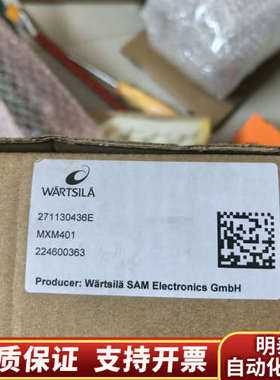 WÄRTSILÄ
271130436E
MXM401
224600363
Producer: Wärtsilä SAM Electronics GmbH
质保证 支持开票
自动化